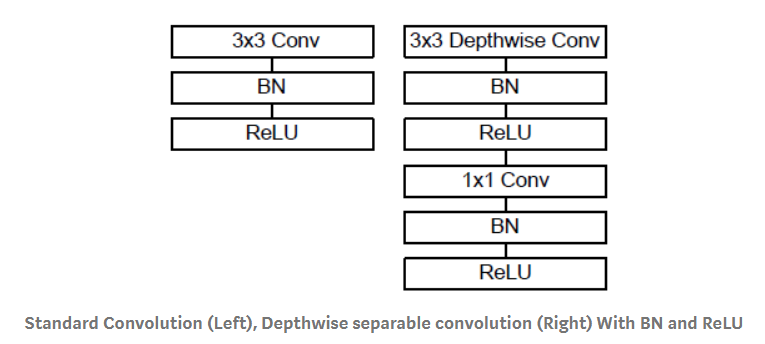 3x3 Conv
BN
ReLU
3x3 Depthwise Conv
BN
ReLU
1x1 Conv
BN
ReLU
Standard Convolution (Left), Depthwise separable convolution (Right) With BN and ReLU